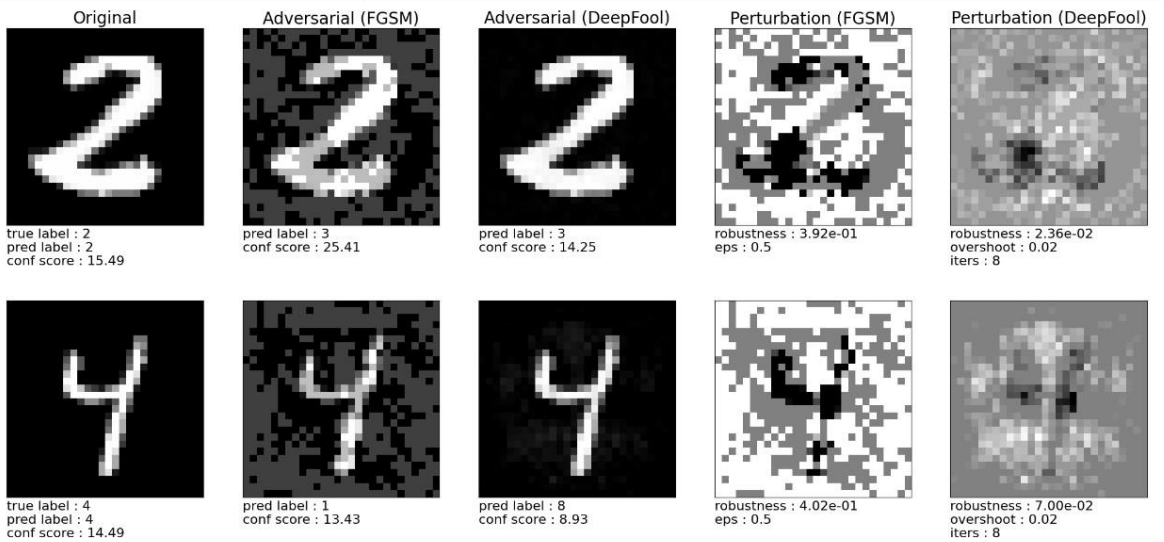 Original
Adversarial (FGSM)
Adversarial (DeepFool)
Perturbation (FGSM)
Perturbation (DeepFool)
true label : 2
pred label : 2
conf score : 15.49
pred label : 3
conf score : 25.41
pred label : 3
conf score : 14.25
robustness : 3.92e-01
eps : 0.5
robustness : 2.36e-02
overshoot : 0.02
iters : 8
true label : 4
pred label : 4
conf score : 14.49
pred label : 1
conf score : 13.43
pred label : 8
conf score : 8.93
robustness : 4.02e-01
eps : 0.5
robustness : 7.00e-02
overshoot : 0.02
iters : 8